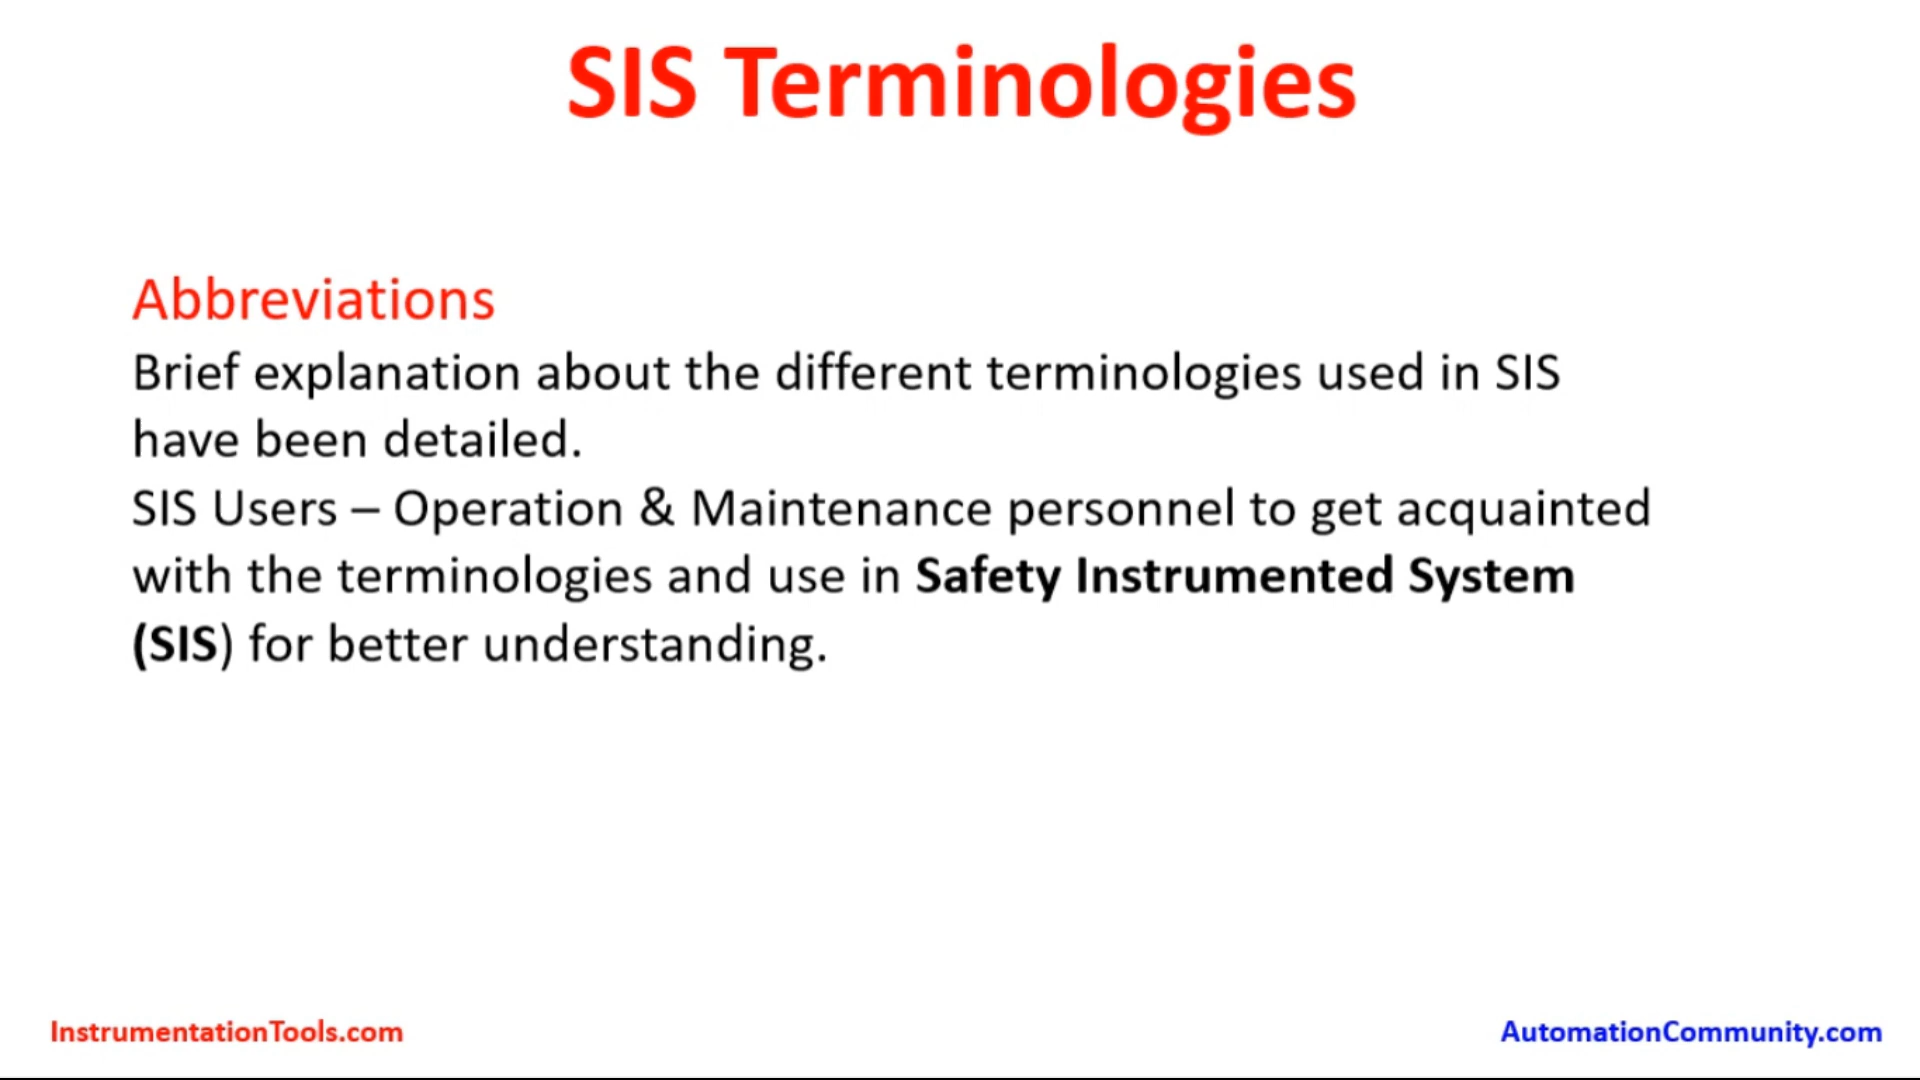 SIS Terminologies
Abbreviations
Brief explanation about the different terminologies used in SIS
have been detailed.
SIS Users – Operation & Maintenance personnel to get acquainted
with the terminologies and use in Safety Instrumented System
(SIS) for better understanding.
InstrumentationTools.com
AutomationCommunity.com